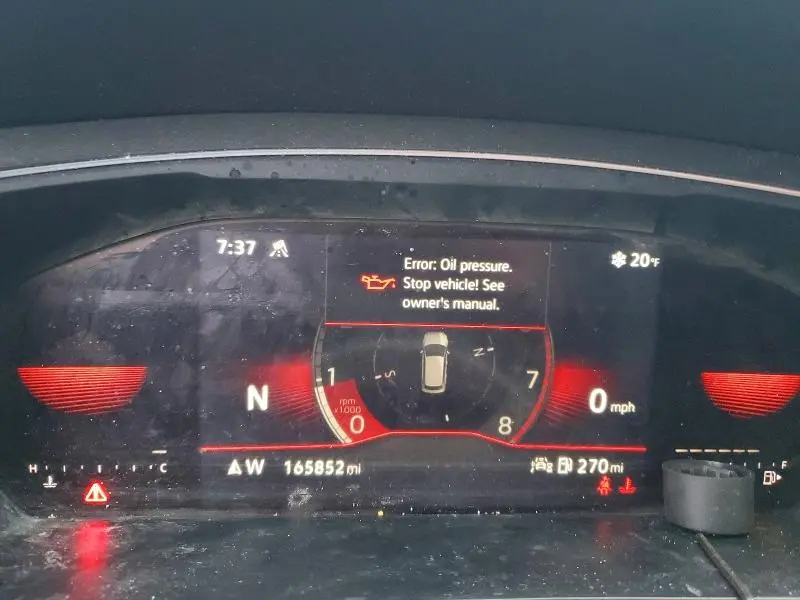 7:37
Error: Oil pressure.
Stop vehicle! See
owner's manual.
20°F
N
1
rpm
x1000
0
S
N
7
8
0 mph
H C
W 165852 mi
270 mi
F